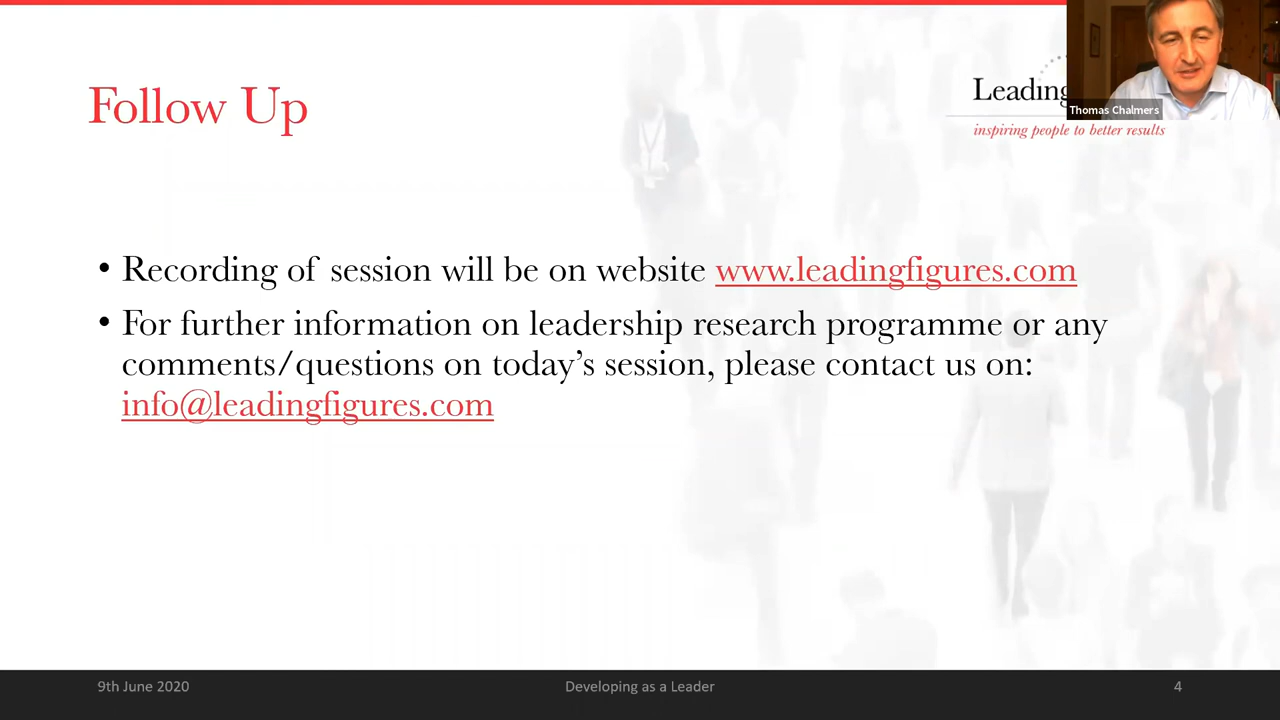 Follow Up
Leading
Thomas Chalmers
inspiring people to better results
• Recording of session will be on website www.leadingfigures.com
• For further information on leadership research programme or any
comments/questions on today’s session, please contact us on:
info@leadingfigures.com
9th June 2020
Developing as a Leader
4